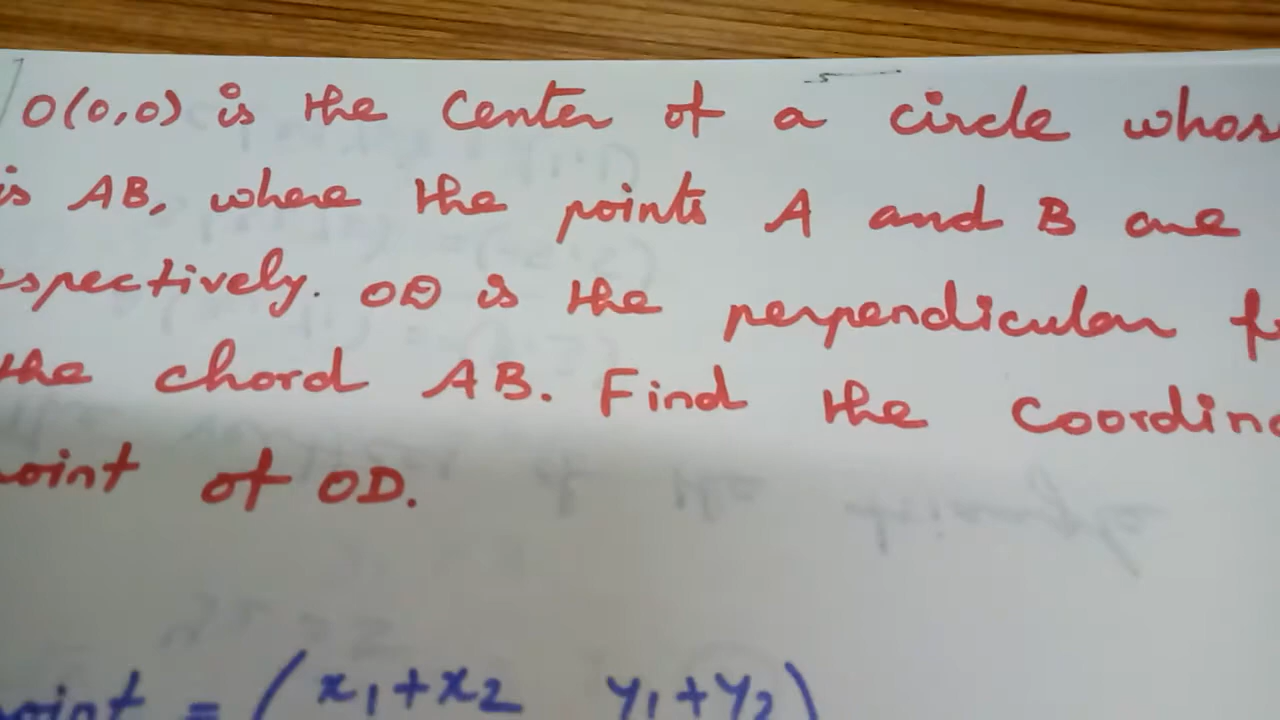 O(0,0) is the center of a circle whos
is AB, where the points A and B are
espectively. OD is the perpendicular f
the chord AB. Find the Coordin
oint of OD.
oint = (x1+x2 y1+y2)